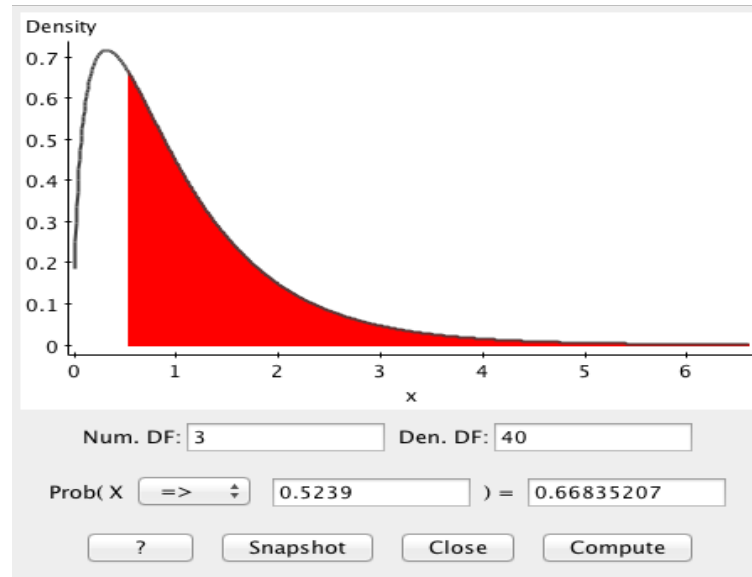 Density
0.7
0.6
0.5
0.4
0.3
0.2
0.1
0
0 1 2 3 4 5 6
x
Num. DF: 3 Den. DF: 40
Prob( X => 0.5239 ) = 0.66835207
? Snapshot Close Compute